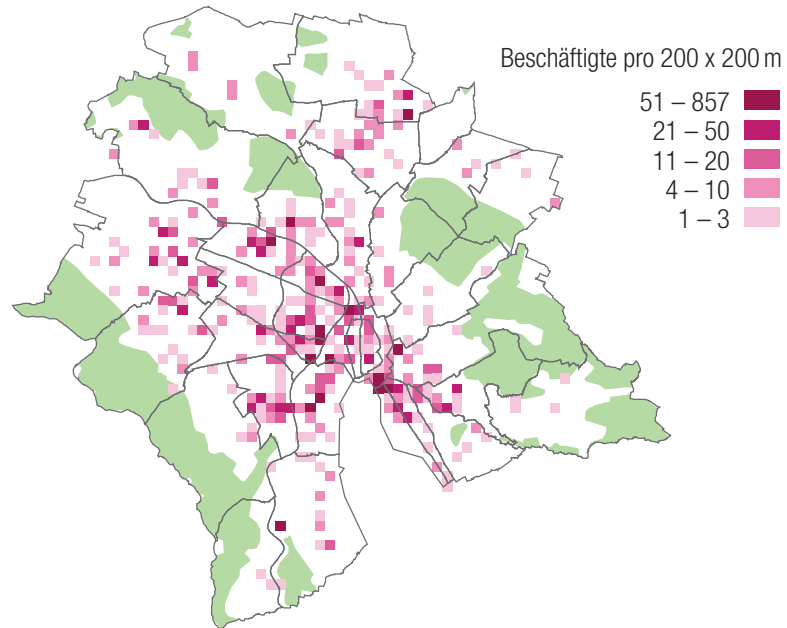 Beschäftigte pro 200 x 200 m
51 – 857
21 – 50
11 – 20
4 – 10
1 – 3